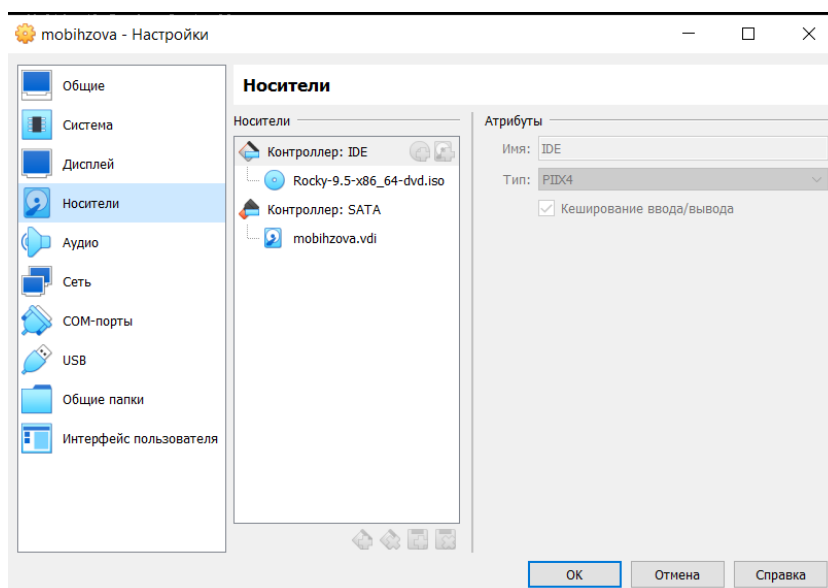 mobihzova - Настройки
Общие
Система
Дисплей
Носители
Аудио
Сеть
COM-порты
USB
Общие папки
Интерфейс пользователя
Носители
Носители
Контроллер: IDE
Rocky-9.5-x86_64-dvd.iso
Контроллер: SATA
mobihzova.vdi
Атрибуты
Имя: IDE
Тип: PIIX4
Кеширование ввода/вывода
OK Отмена Справка